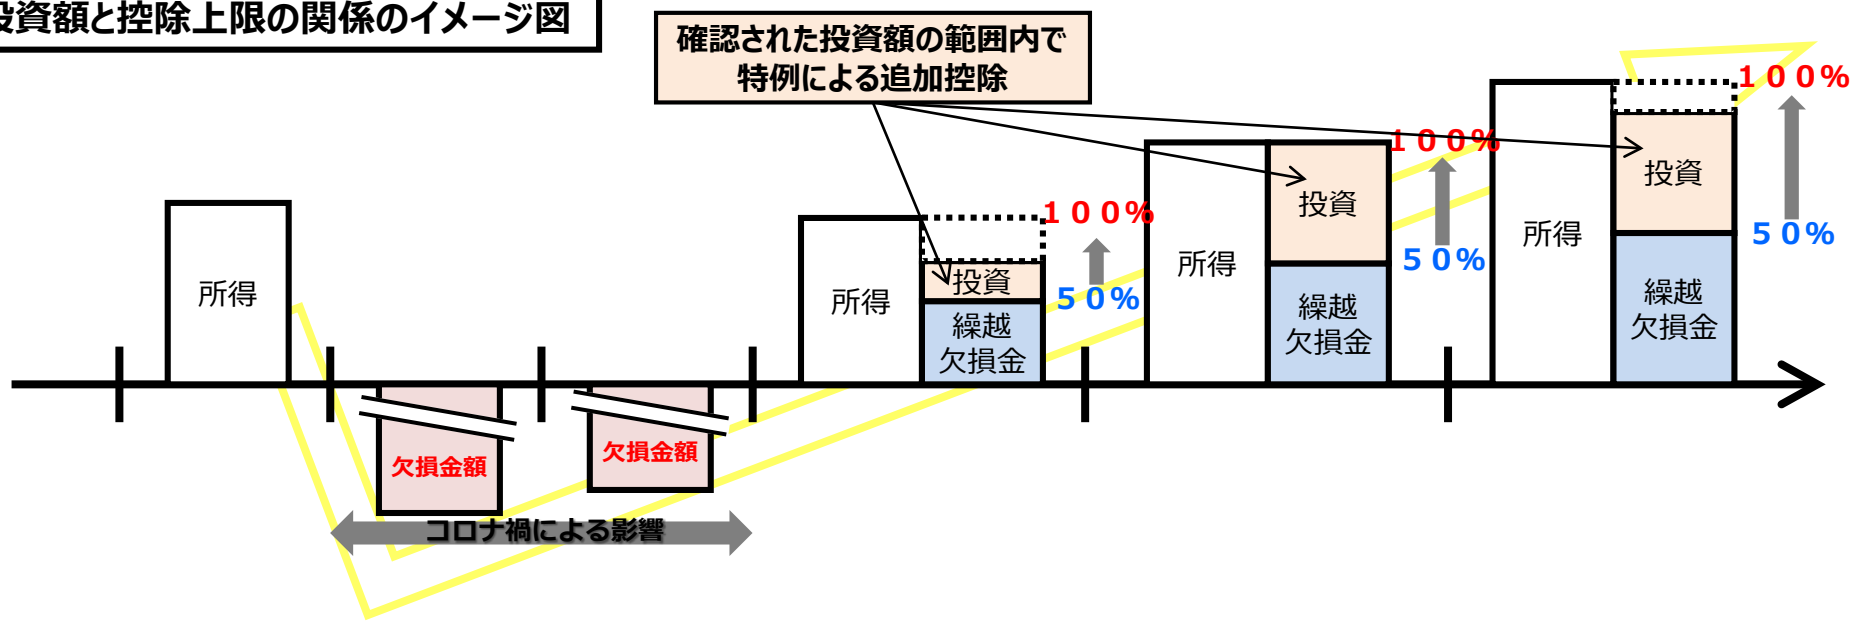 投資額と控除上限の関係のイメージ図
確認された投資額の範囲内で
特例による追加控除
所得
欠損金額
欠損金額
コロナ禍による影響
所得
投資
繰越
欠損金
１００%
５０%
所得
投資
繰越
欠損金
１００%
５０%
所得
投資
繰越
欠損金
１００%
５０%